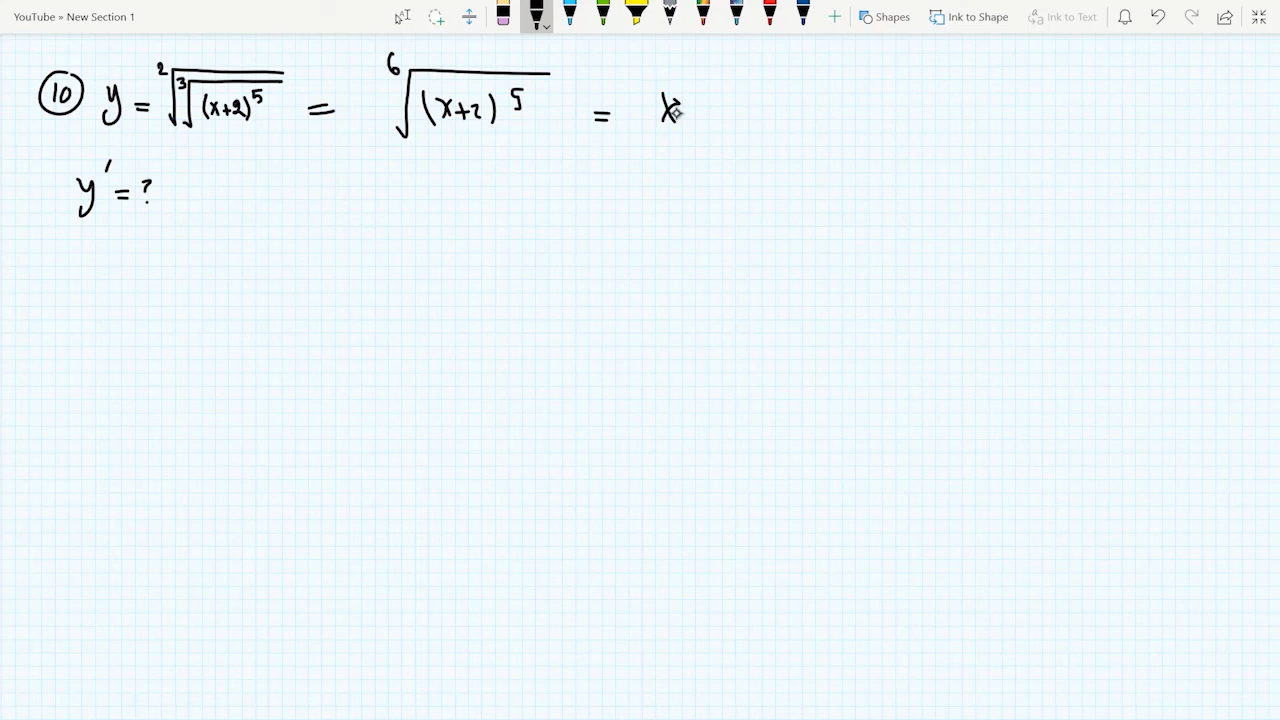 Youtube » New Section 1
Shapes
Ink to Shape
Ink to Text
10 y = ²√³√(x+2)⁵ = ⁶√(x+2)⁵ = x
y' = ?